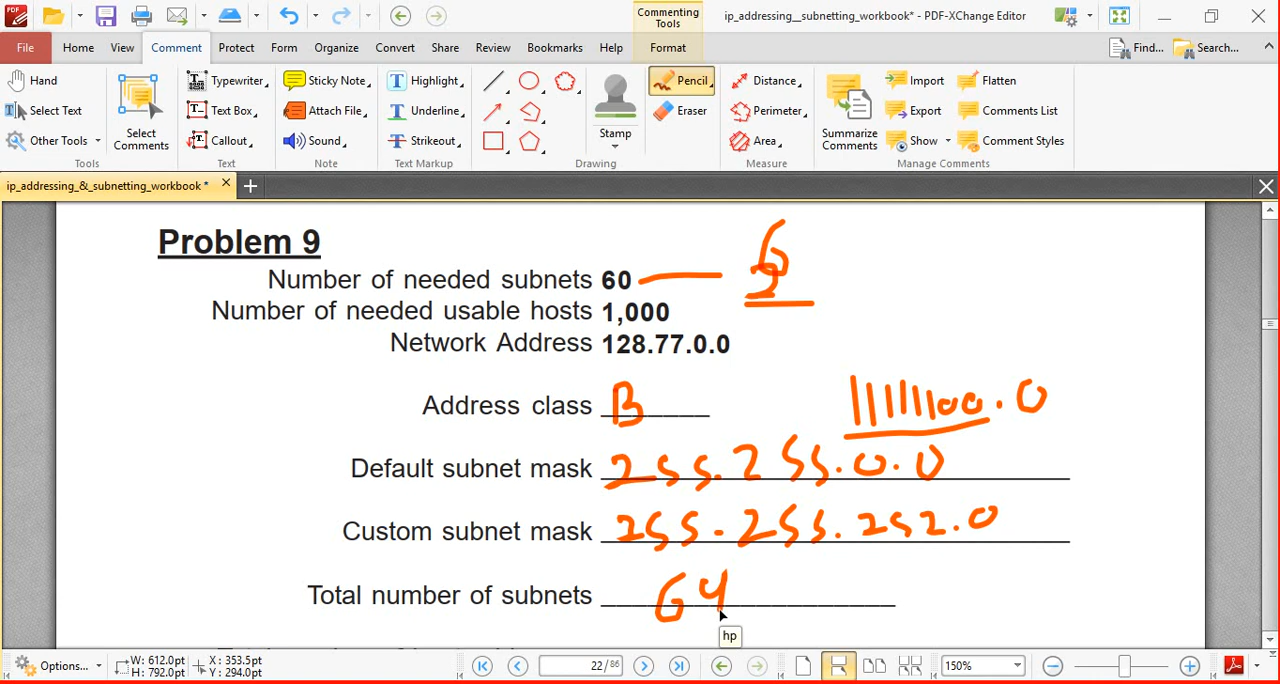 ip_addressing__subnetting_workbook* - PDF-XChange Editor
Commenting Tools
File Home View Comment Protect Form Organize Convert Share Review Bookmarks Help Format Find... Search...
Hand
Select Text
Other Tools
Tools
Select Comments
Typewriter
Text Box
Callout
Text
Sticky Note
Attach File
Sound
Note
Highlight
Underline
Strikeout
Text Markup
Stamp
Pencil
Eraser
Drawing
Distance
Perimeter
Area
Measure
Summarize Comments
Import
Export
Show
Flatten
Comments List
Comment Styles
Manage Comments
ip_addressing_&_subnetting_workbook *
Problem 9
Number of needed subnets 60
2
6
Number of needed usable hosts 1,000
Network Address 128.77.0.0
Address class B
11111100.0
Default subnet mask 255.255.0.0
Custom subnet mask 255.255.252.0
Total number of subnets 64
hp
Options...
W: 612.0pt
H: 792.0pt
X: 353.5pt
Y: 294.0pt
22 / 86
150%